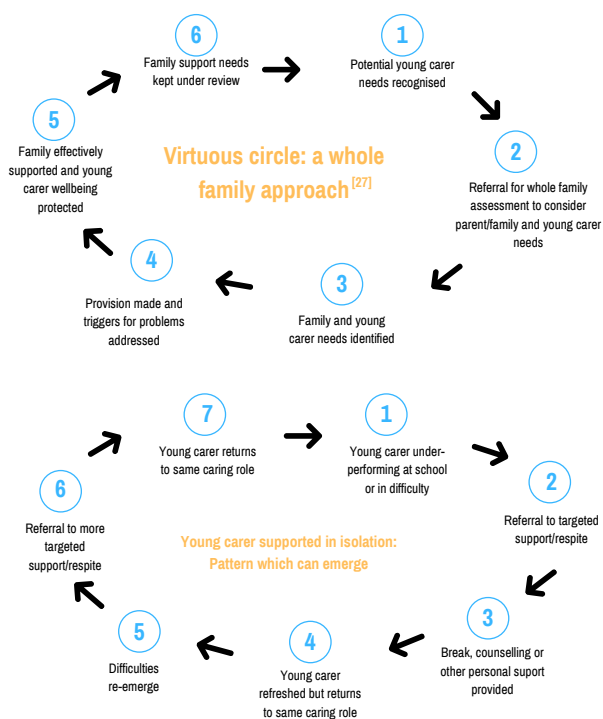 6
Family support needs
kept under review
1
Potential young carer
needs recognised
2
Referral for whole family
assessment to consider
parent/family and young carer
needs
3
Family and young
carer needs identified
4
Provision made and
triggers for problems
addressed
5
Family effectively
supported and young
carer wellbeing
protected
Virtuous circle: a whole
family approach [27]
7
Young carer returns
to same caring role
1
Young carer under-
performing at school
or in difficulty
2
Referral to targeted
support/respite
3
Break, counselling or
other personal suport
provided
4
Young carer
refreshed but returns
to same caring role
5
Difficulties
re-emerge
6
Referral to more
targeted
support/respite
Young carer supported in isolation:
Pattern which can emerge